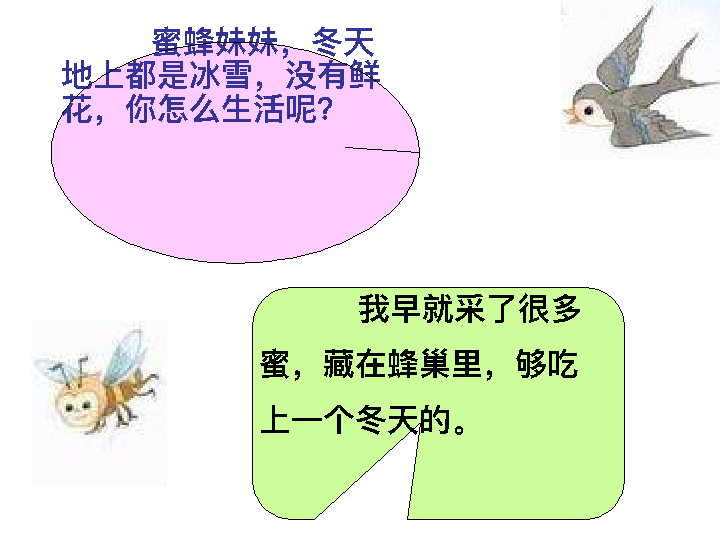 蜜蜂妹妹，冬天
地上都是冰雪，没有鲜
花，你怎么生活呢？
我早就采了很多
蜜，藏在蜂巢里，够吃
上一个冬天的。